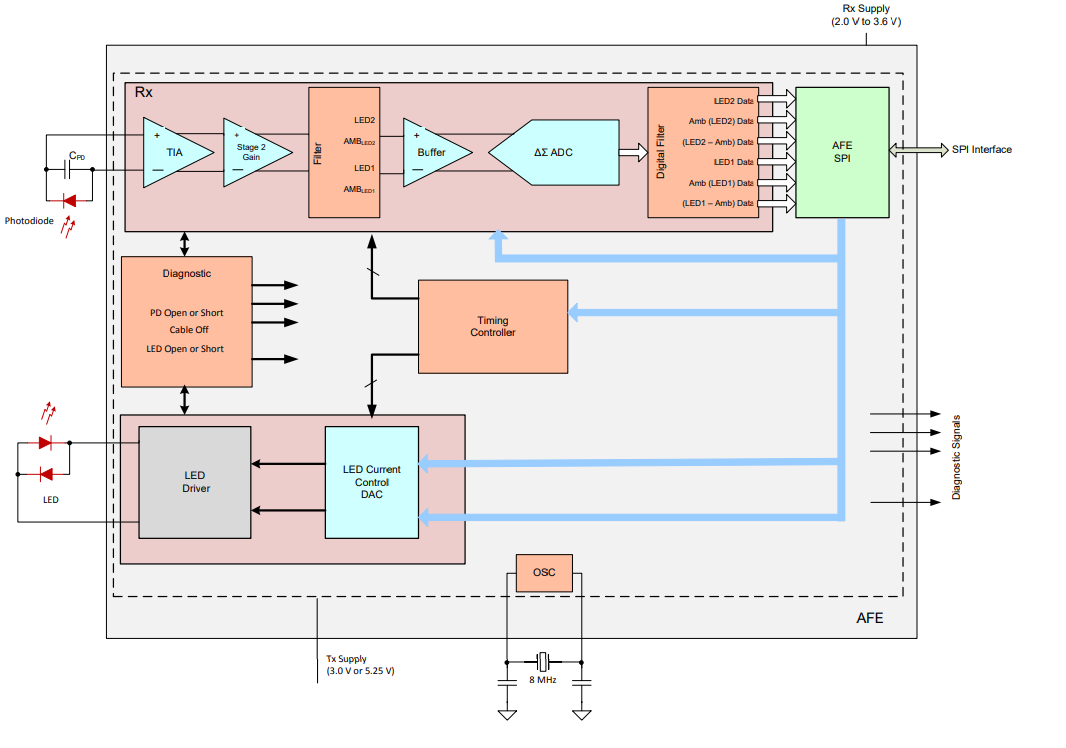 Rx Supply
(2.0 V to 3.6 V)
Rx
+
TIA
−
+
Stage 2
Gain
−
Filter
LED2
AMBLED2
LED1
AMBLED1
+
Buffer
−
ΔΣ ADC
Digital Filter
LED2 Data
Amb (LED2) Data
(LED2 – Amb) Data
LED1 Data
Amb (LED1) Data
(LED1 – Amb) Data
AFE
SPI
SPI Interface
CPD
Photodiode
Diagnostic
PD Open or Short
Cable Off
LED Open or Short
Timing
Controller
LED
LED
Driver
LED Current
Control
DAC
Diagnostic Signals
OSC
AFE
Tx Supply
(3.0 V or 5.25 V)
8 MHz